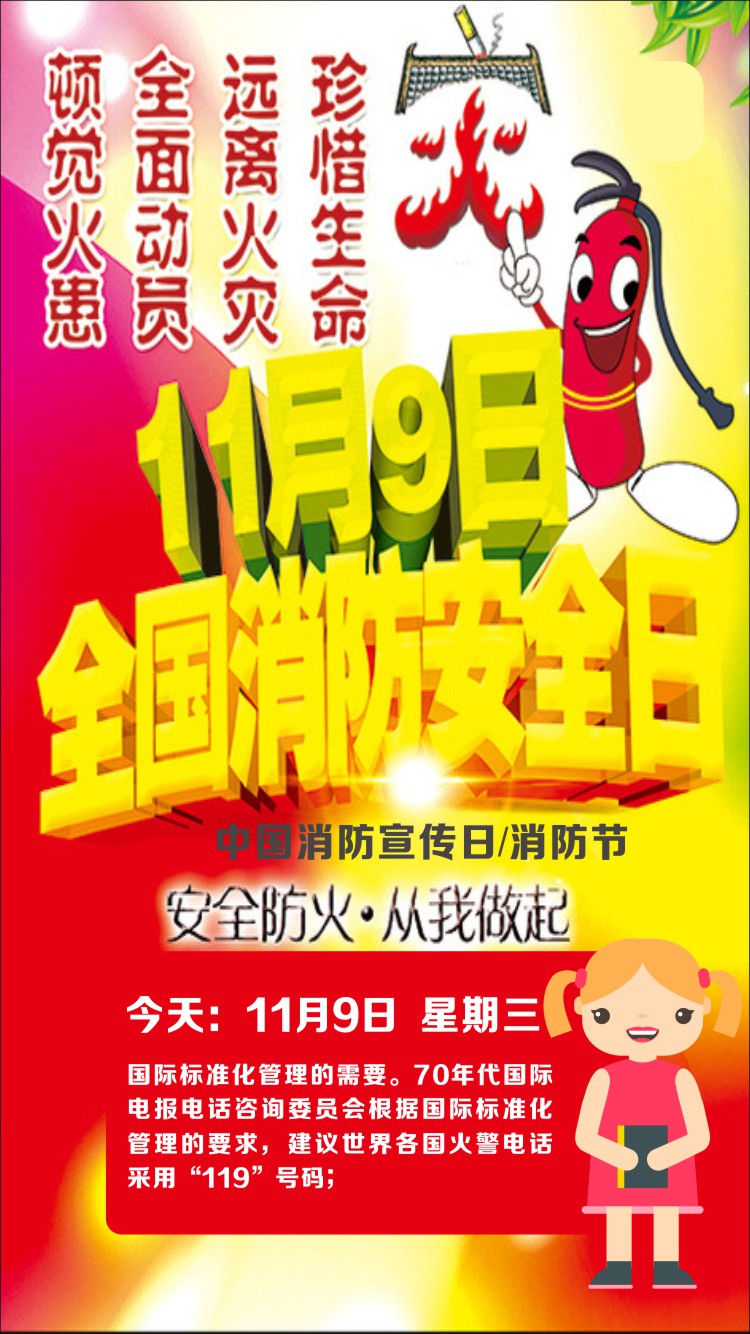 珍惜生命
远离火灾
全面动员
顿觉火患
11月9日
全国消防安全日
中国消防宣传日/消防节
安全防火·从我做起
今天：11月9日 星期三
国际标准化管理的需要。70年代国际
电报电话咨询委员会根据国际标准化
管理的要求，建议世界各国火警电话
采用“119”号码；